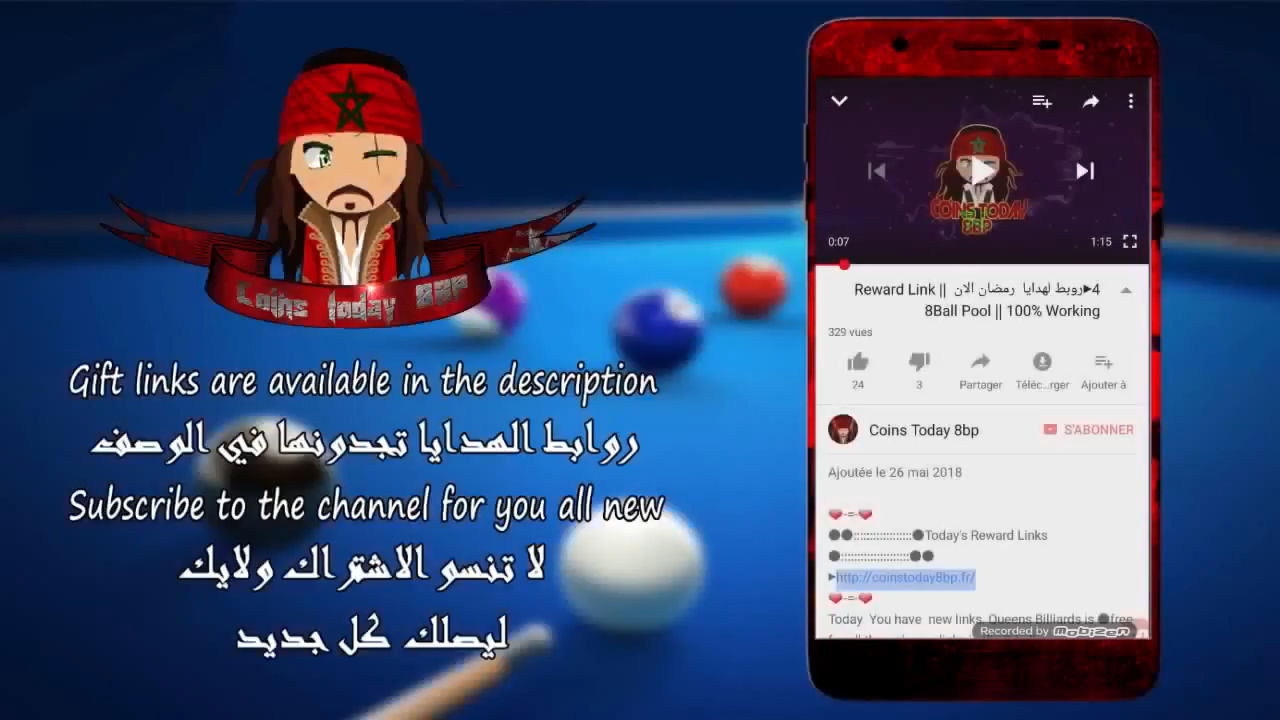 Coins Today 8BP
Gift links are available in the description
روابط الهدايا تجدونها في الوصف
Subscribe to the channel for you all new
لا تنسو الاشتراك ولايك
ليصلك كل جديد
COINS TODAY
8BP
0:07
1:15
Reward Link || روبط لهدايا رمضان الان▶4
8Ball Pool || 100% Working
329 vues
24
3
Partager
Téléc...rger
Ajouter à
Coins Today 8bp
S'ABONNER
Ajoutée le 26 mai 2018
❤-=-❤
●●::::::::::::::::●Today's Reward Links
●::::::::::::::::::●●
▶http://coinstoday8bp.fr/
❤-=-❤
Today You have new links. Queens Billiards is ●free
Recorded by Mobizen